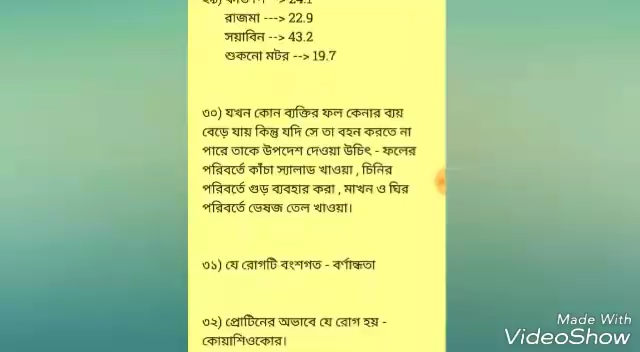 রাজমা ---> 22.9
সয়াবিন --> 43.2
শুকনো মটর --> 19.7
৩০) যখন কোন ব্যক্তির ফল কেনার ব্যয়
বেড়ে যায় কিন্তু যদি সে তা বহন করতে না
পারে তাকে উপদেশ দেওয়া উচিৎ - ফলের
পরিবর্তে কাঁচা স্যালাড খাওয়া , চিনির
পরিবর্তে গুড় ব্যবহার করা , মাখন ও ঘির
পরিবর্তে ভেষজ তেল খাওয়া।
৩১) যে রোগটি বংশগত - বর্ণান্ধতা
৩২) প্রোটিনের অভাবে যে রোগ হয় -
কোয়াশিওকোর।
Made With
VideoShow